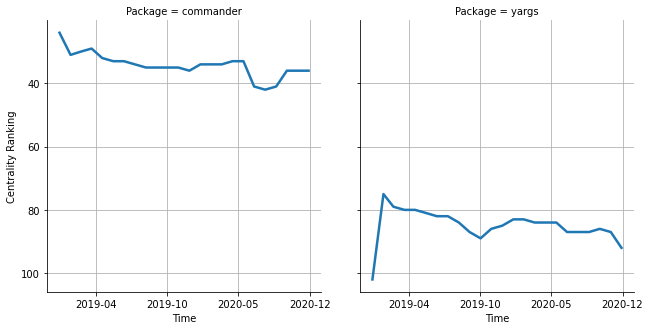 Package = commander
Package = yargs
Centrality Ranking
40
60
80
100
2019-04
2019-10
2020-05
2020-12
2019-04
2019-10
2020-05
2020-12
Time
Time